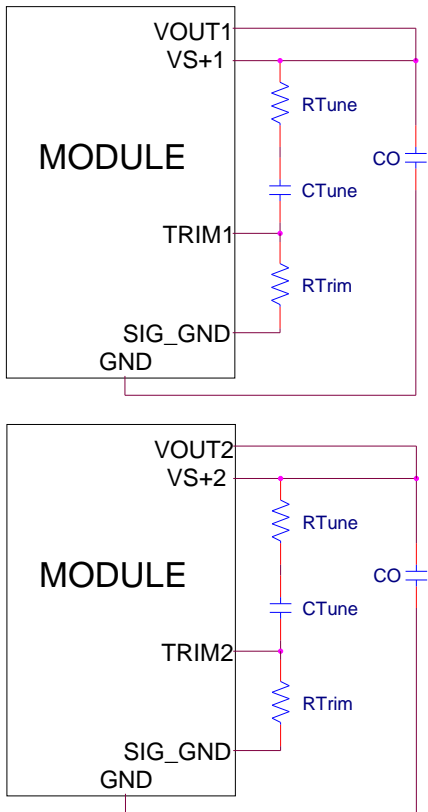 VOUT1
VS+1
RTune
MODULE
CO
CTune
TRIM1
RTrim
SIG_GND
GND
VOUT2
VS+2
RTune
MODULE
CO
CTune
TRIM2
RTrim
SIG_GND
GND